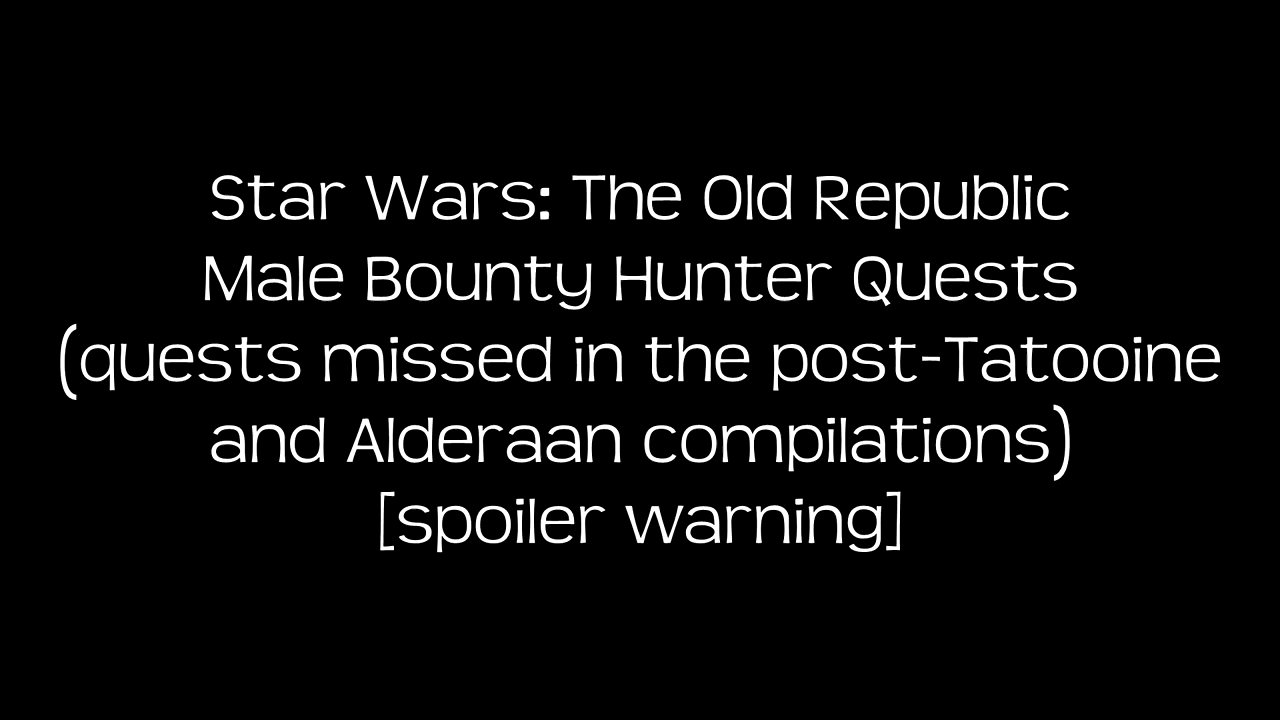 Star Wars: The Old Republic
Male Bounty Hunter Quests
(quests missed in the post-Tatooine
and Alderaan compilations)
[spoiler warning]